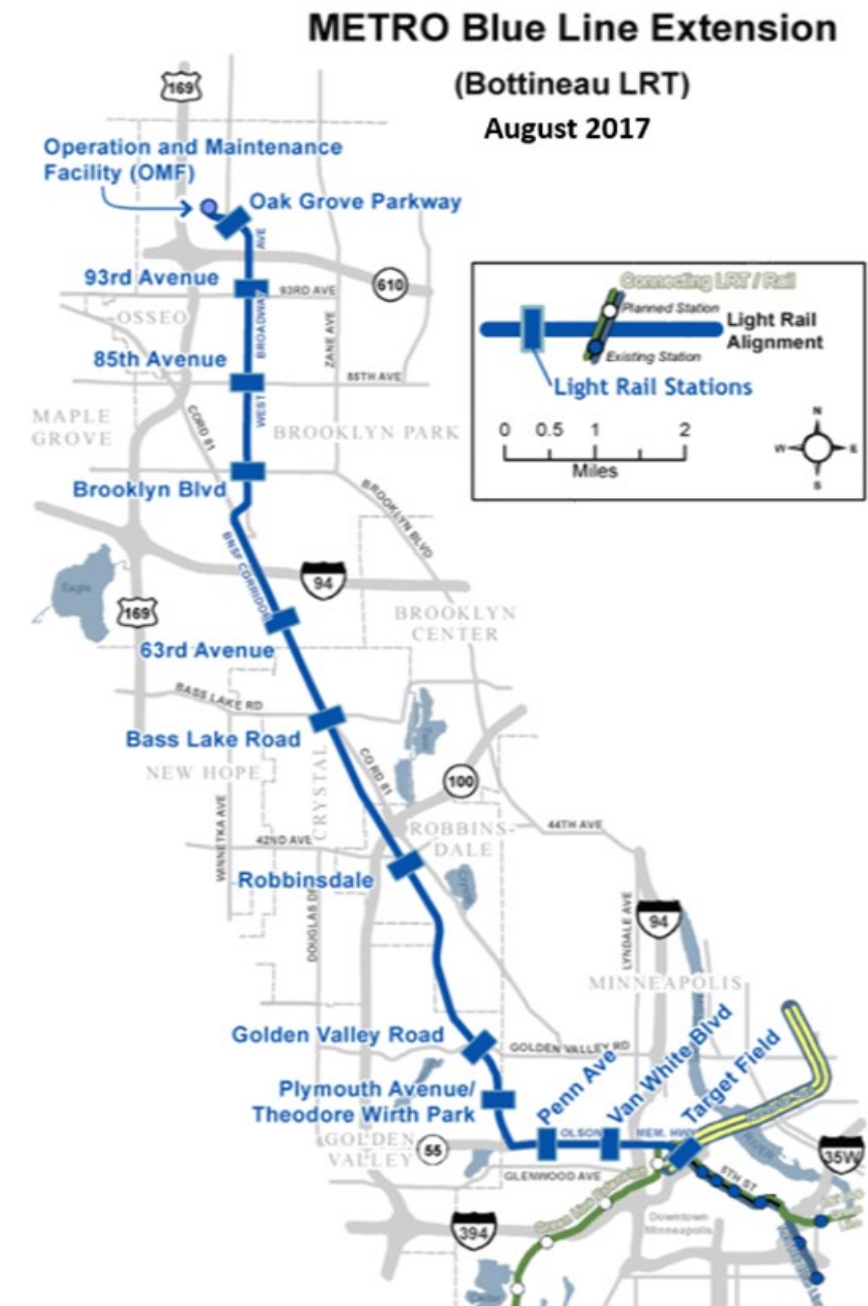 METRO Blue Line Extension
(Bottineau LRT)
August 2017
169
Operation and Maintenance
Facility (OMF)
Oak Grove Parkway
AVE
93rd Avenue
93RD AVE
610
OSSEO
BROADWAY
ZANE AVE
85th Avenue
85TH AVE
WEST
MAPLE
GROVE
CORD 81
BROOKLYN PARK
Brooklyn Blvd
BROOKLYN BLVD
BNSF CORRIDOR
94
Eagle
169
BROOKLYN
CENTER
63rd Avenue
BASS LAKE RD
Bass Lake Road
NEW HOPE
CRYSTAL
CORD 81
100
WINNETKA AVE
42ND AVE
ROBBINS-
DALE
44TH AVE
Robbinsdale
DOUGLAS DR
LYNDALE AVE
94
MINNEAPOLIS
Golden Valley Road
GOLDEN VALLEY RD
Plymouth Avenue/
Theodore Wirth Park
Penn Ave
Van White Blvd
Target Field
OLSON
MEM. HWY
GOLDEN
VALLEY
55
GLENWOOD AVE
RIVER
35W
5TH ST
Green Line Extension
394
Downtown
Minneapolis
Connecting LRT / Rail
Planned Station
Existing Station
Light Rail
Alignment
Light Rail Stations
0 0.5 1 2
Miles
N
W E
S